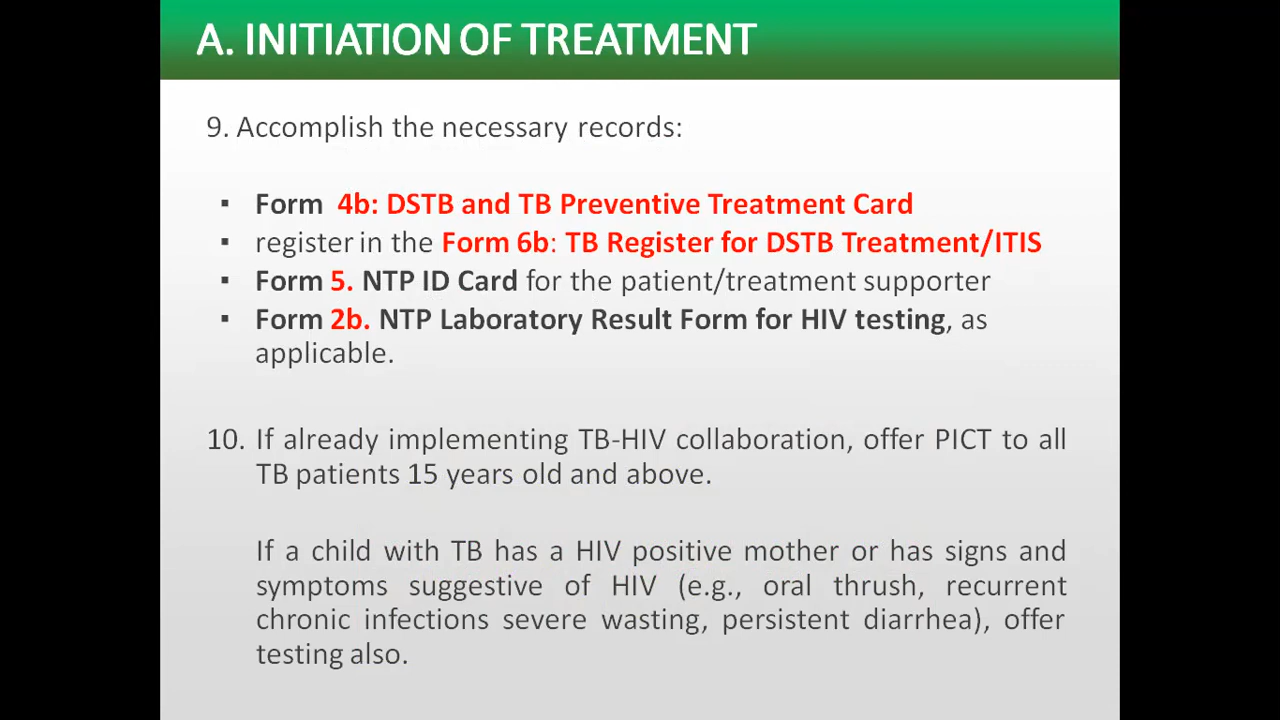 A. INITIATION OF TREATMENT
9. Accomplish the necessary records:
▪ Form 4b: DSTB and TB Preventive Treatment Card
▪ register in the Form 6b: TB Register for DSTB Treatment/ITIS
▪ Form 5. NTP ID Card for the patient/treatment supporter
▪ Form 2b. NTP Laboratory Result Form for HIV testing, as
applicable.
10. If already implementing TB-HIV collaboration, offer PICT to all
TB patients 15 years old and above.
If a child with TB has a HIV positive mother or has signs and
symptoms suggestive of HIV (e.g., oral thrush, recurrent
chronic infections severe wasting, persistent diarrhea), offer
testing also.